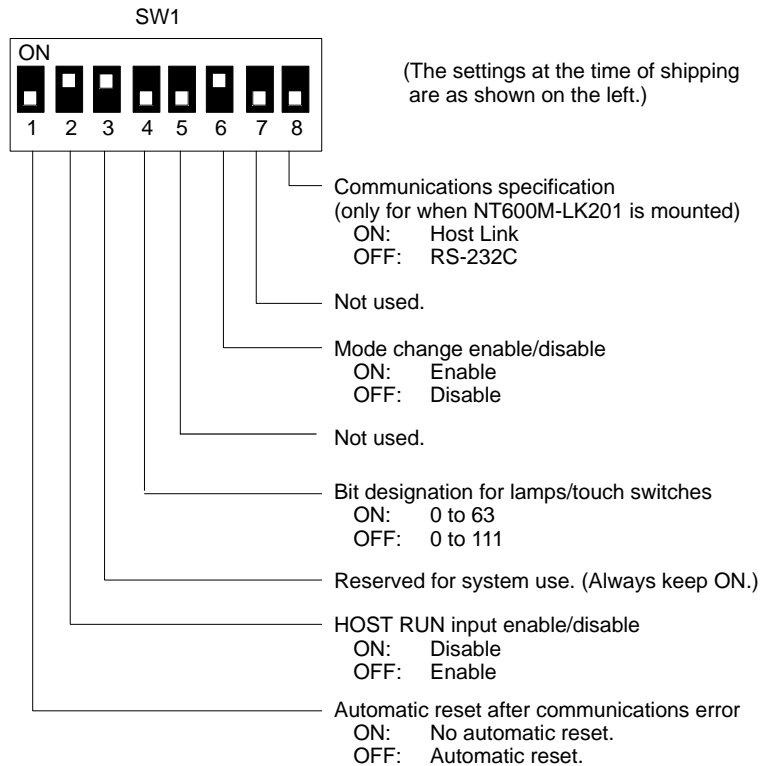 SW1
ON
1 2 3 4 5 6 7 8
(The settings at the time of shipping
are as shown on the left.)
Communications specification
(only for when NT600M-LK201 is mounted)
ON: Host Link
OFF: RS-232C
Not used.
Mode change enable/disable
ON: Enable
OFF: Disable
Not used.
Bit designation for lamps/touch switches
ON: 0 to 63
OFF: 0 to 111
Reserved for system use. (Always keep ON.)
HOST RUN input enable/disable
ON: Disable
OFF: Enable
Automatic reset after communications error
ON: No automatic reset.
OFF: Automatic reset.